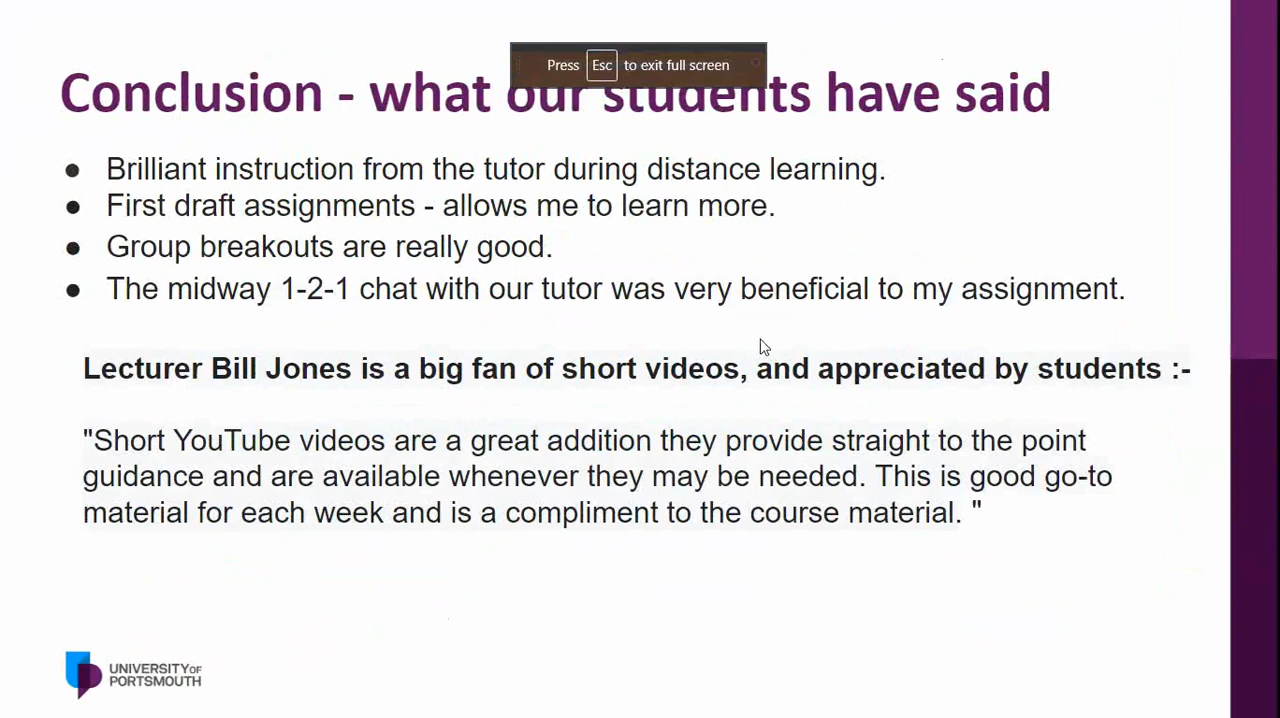 Press Esc to exit full screen
Conclusion - what our students have said
● Brilliant instruction from the tutor during distance learning.
● First draft assignments - allows me to learn more.
● Group breakouts are really good.
● The midway 1-2-1 chat with our tutor was very beneficial to my assignment.
Lecturer Bill Jones is a big fan of short videos, and appreciated by students :-
"Short YouTube videos are a great addition they provide straight to the point
guidance and are available whenever they may be needed. This is good go-to
material for each week and is a compliment to the course material. "
UNIVERSITY OF
PORTSMOUTH